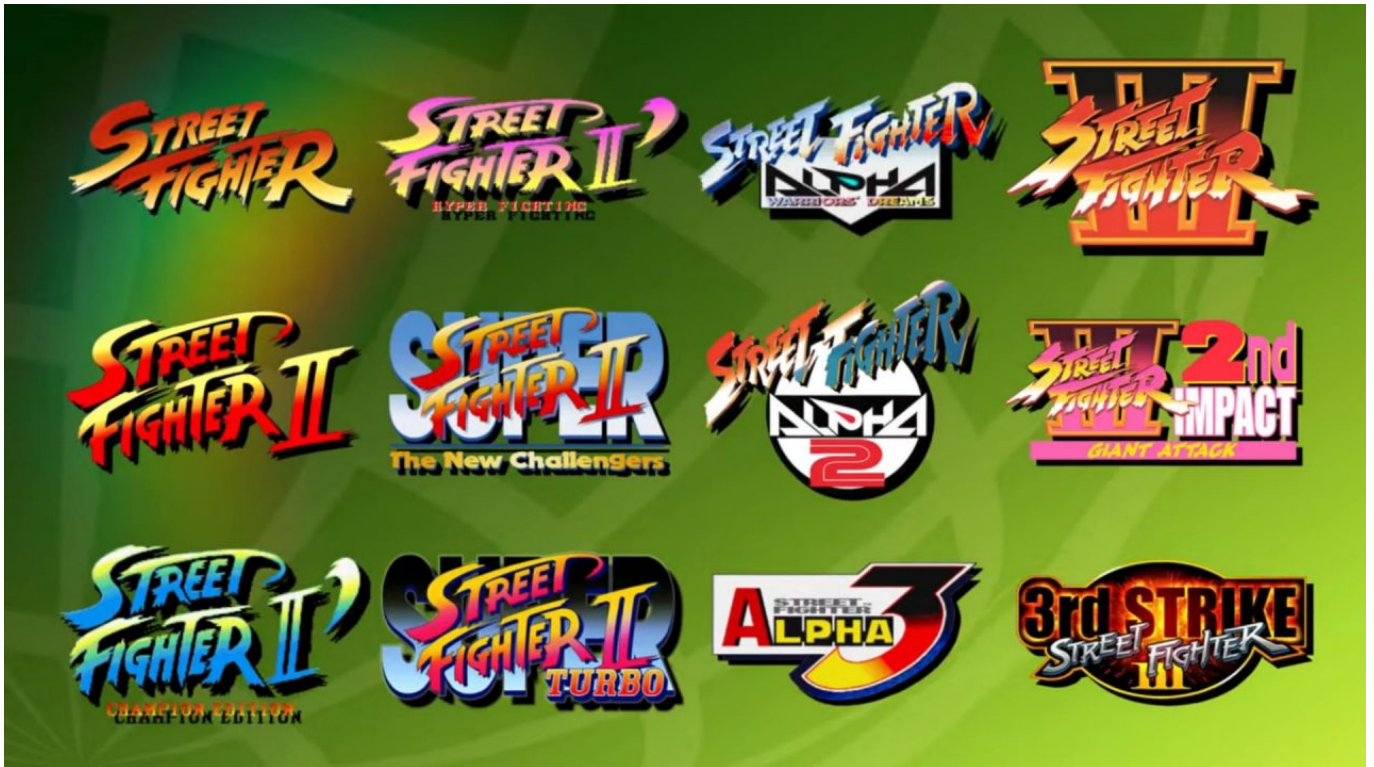 STREET
FIGHTER
STREET
FIGHTER II'
HYPER FIGHTING
STREET FIGHTER
ALPHA
WARRIORS' DREAMS
III
STREET
FIGHTER
STREET
FIGHTER II
SUPER
STREET
FIGHTER II
The New Challengers
STREET FIGHTER
ALPHA
2
III
STREET
FIGHTER
2nd
IMPACT
GIANT ATTACK
STREET
FIGHTER II'
CHAMPION EDITION
SUPER
STREET
FIGHTER II
TURBO
STREET
FIGHTER
ALPHA 3
3rd STRIKE
STREET FIGHTER
III